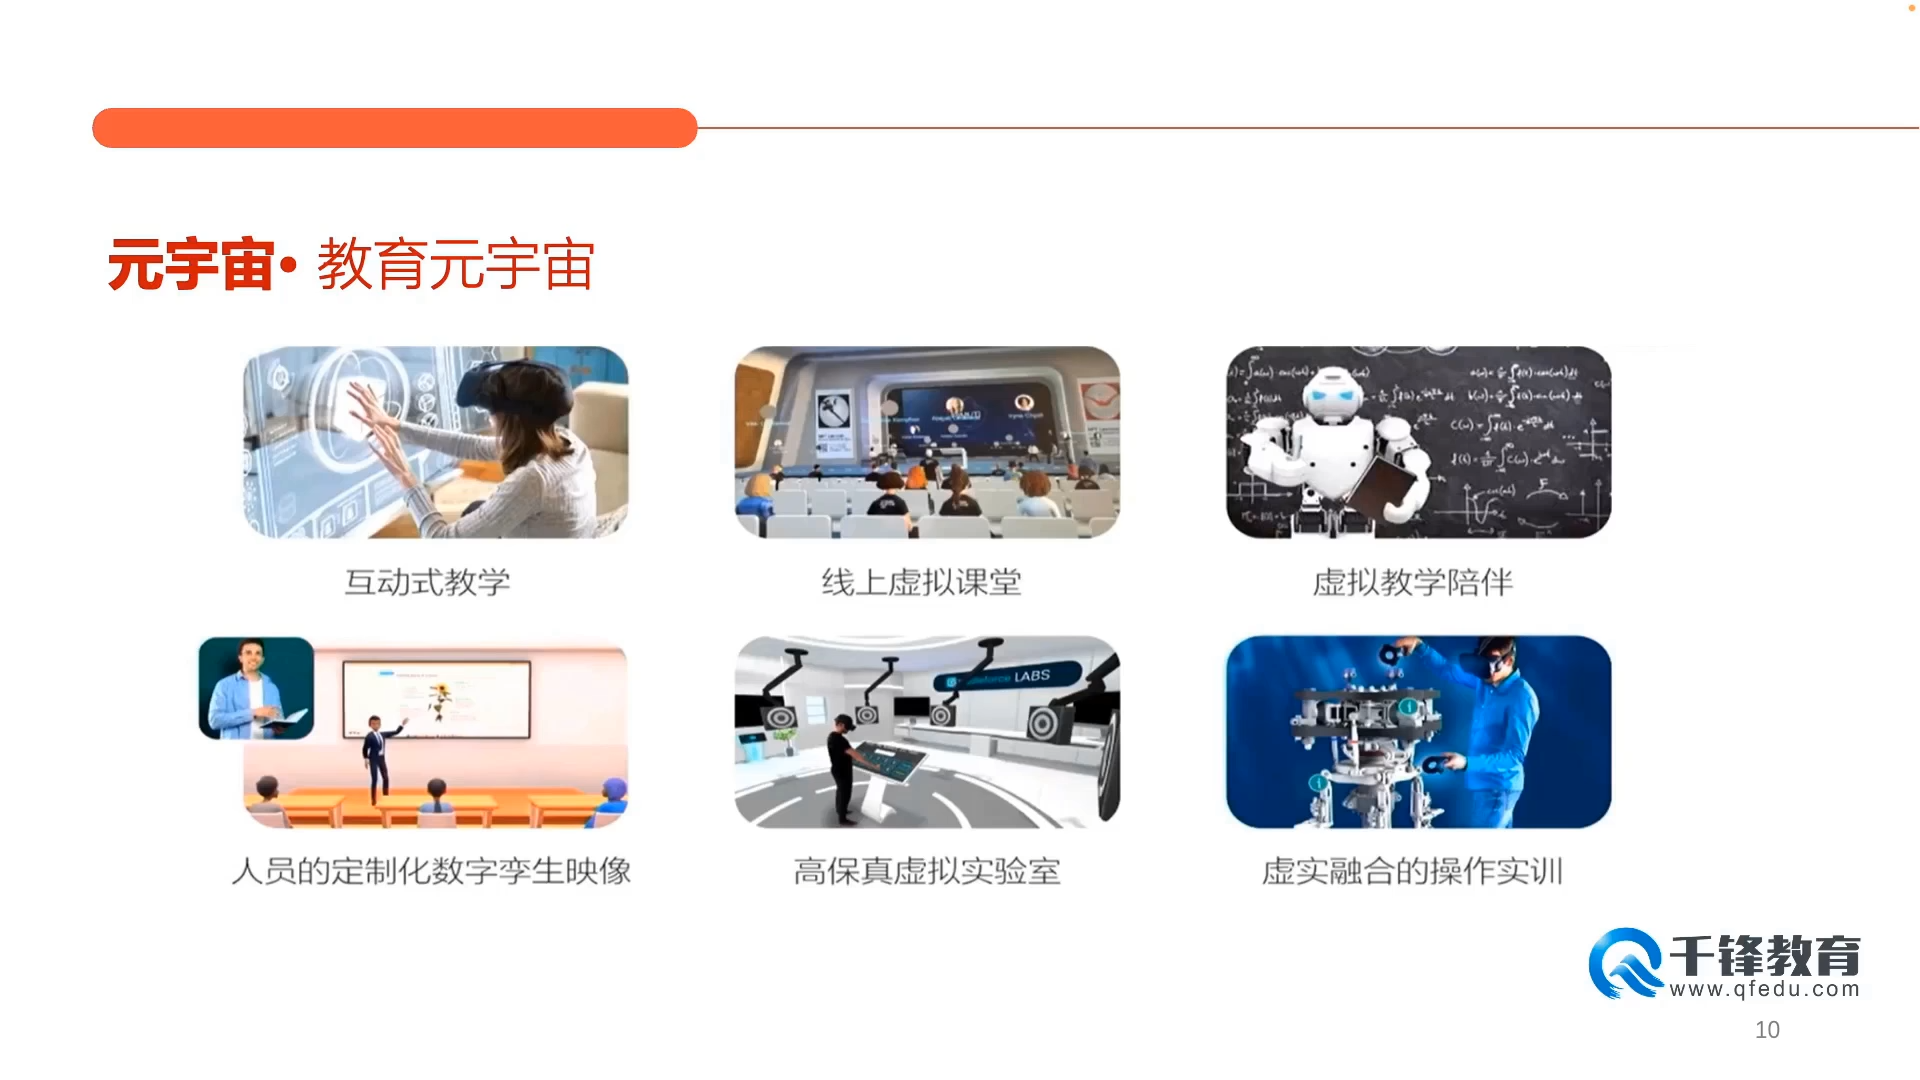 元宇宙• 教育元宇宙
互动式教学
线上虚拟课堂
虚拟教学陪伴
LABS
人员的定制化数字孪生映像
高保真虚拟实验室
虚实融合的操作实训
千锋教育
www.qfedu.com
10